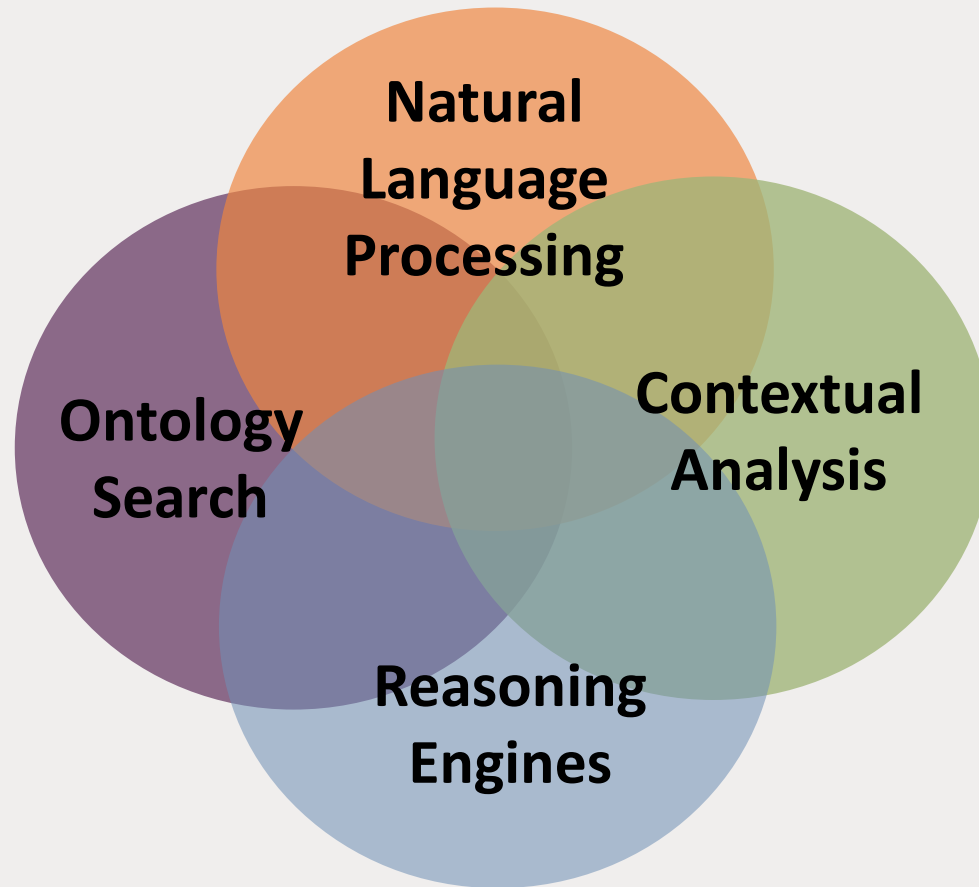 Natural
Language
Processing
Ontology
Search
Contextual
Analysis
Reasoning
Engines